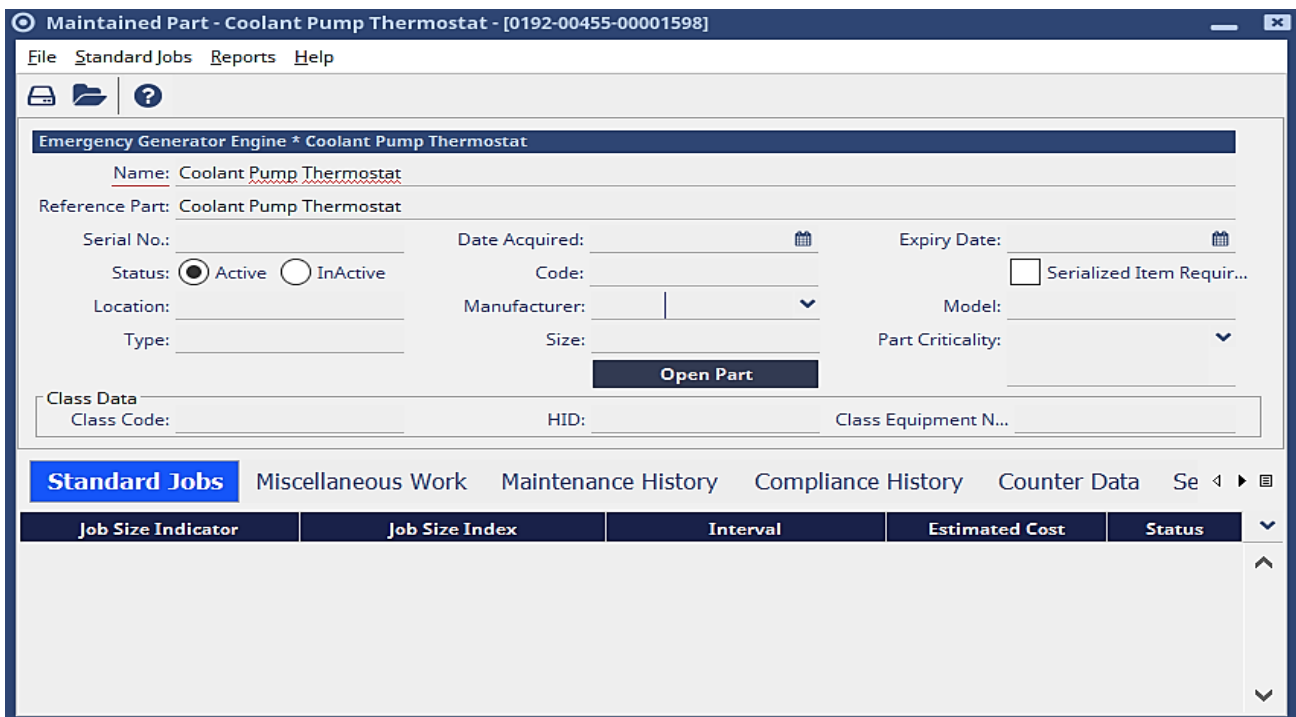 Maintained Part - Coolant Pump Thermostat - [0192-00455-00001598]
File Standard Jobs Reports Help
Emergency Generator Engine * Coolant Pump Thermostat
Name: Coolant Pump Thermostat
Reference Part: Coolant Pump Thermostat
Serial No.: Date Acquired: Expiry Date:
Status: Active InActive Code: Serialized Item Requir...
Location: Manufacturer: Model:
Type: Size: Part Criticality:
Open Part
Class Data
Class Code: HID: Class Equipment N...
Standard Jobs Miscellaneous Work Maintenance History Compliance History Counter Data Se
Job Size Indicator Job Size Index Interval Estimated Cost Status